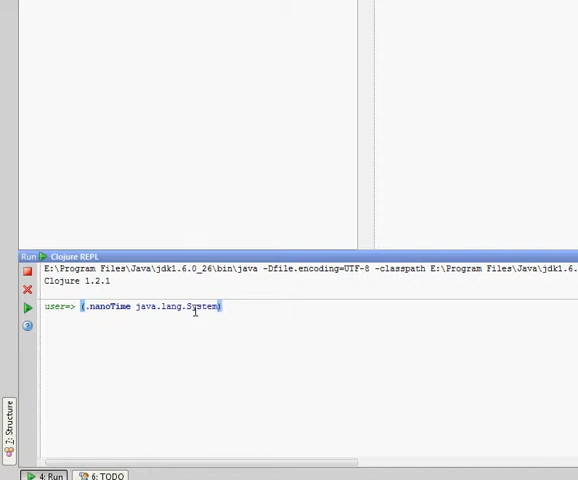 Run Clojure REPL
E:\Program Files\Java\jdk1.6.0_26\bin\java -Dfile.encoding=UTF-8 -classpath E:\Program Files\Java\jdk1.6.
Clojure 1.2.1
user=> (.nanoTime java.lang.System)
7: Structure
4: Run
6: TODO